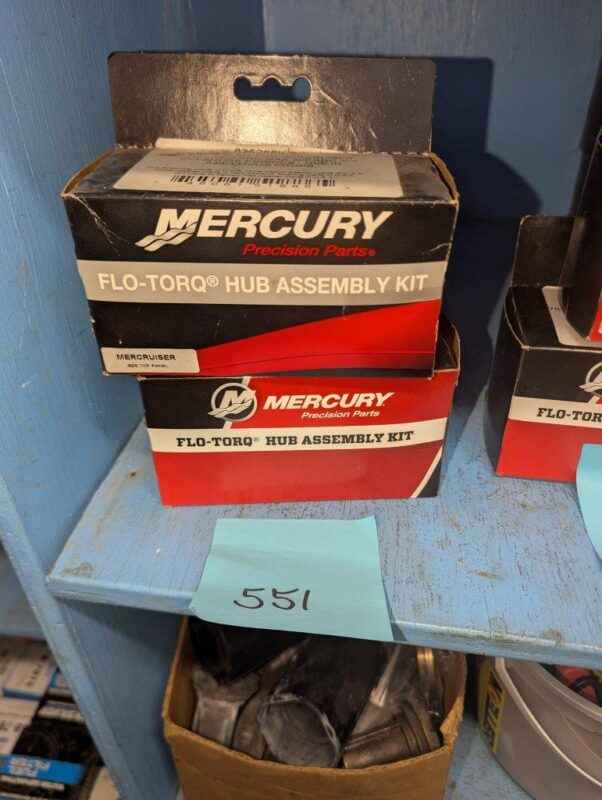 MERCURY
Precision Parts
FLO-TORQ® HUB ASSEMBLY KIT
MERCRUISER
MERCURY
Precision Parts
FLO-TORQ® HUB ASSEMBLY KIT
FLO-TOR
551